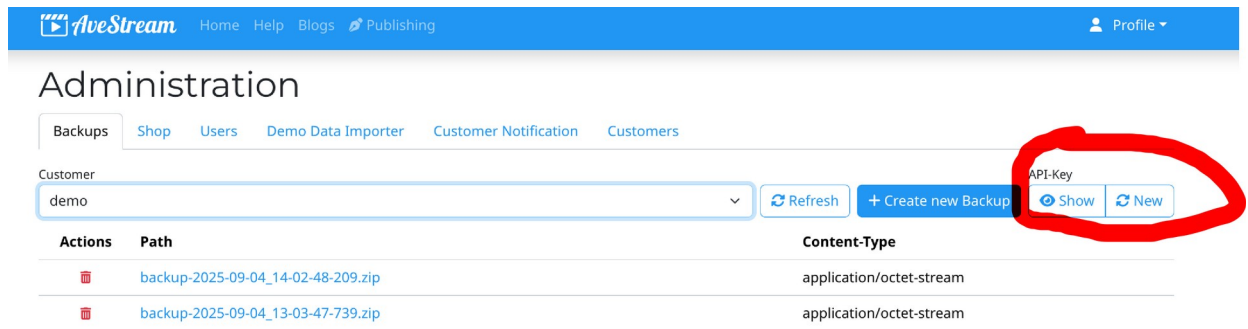 AveStream Home Help Blogs Publishing Profile
Administration
Backups Shop Users Demo Data Importer Customer Notification Customers
Customer API-Key
demo Refresh + Create new Backup Show New
Actions Path Content-Type
backup-2025-09-04_14-02-48-209.zip application/octet-stream
backup-2025-09-04_13-03-47-739.zip application/octet-stream